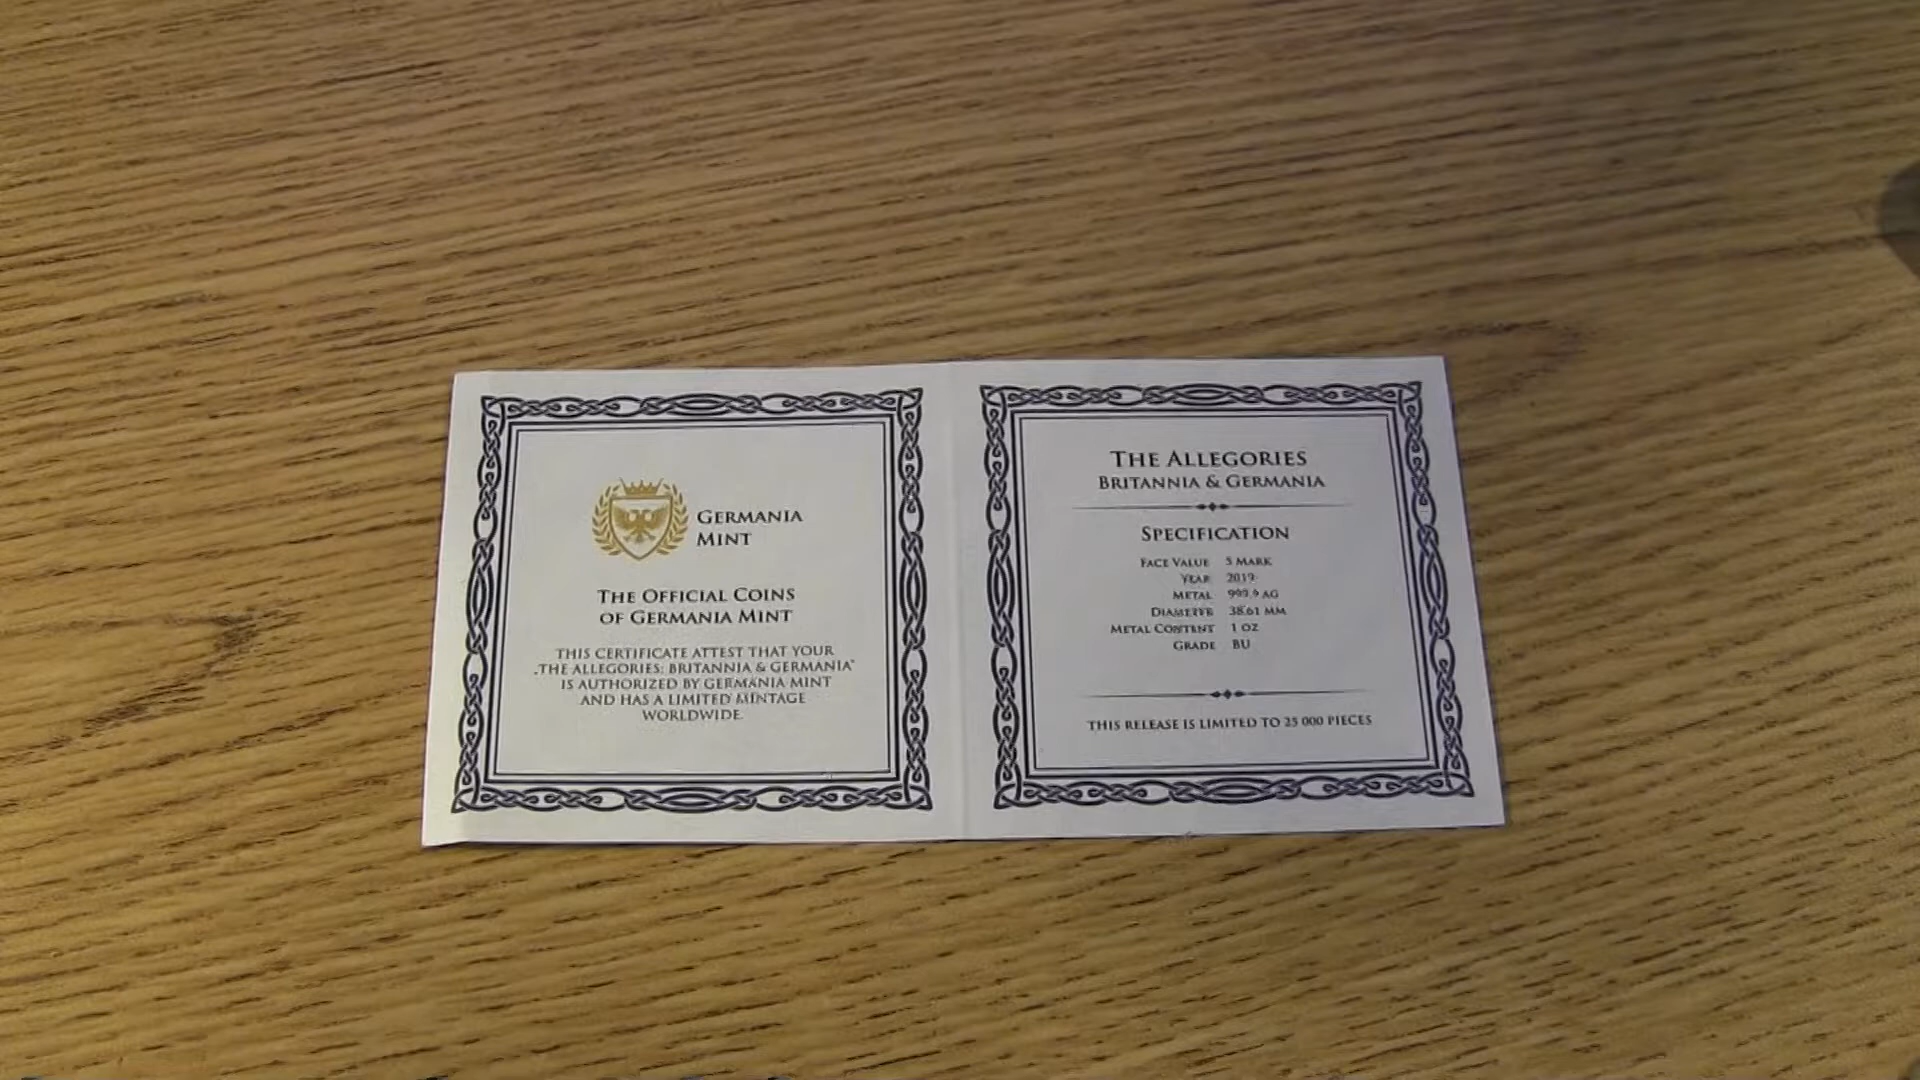 GERMANIA
MINT
THE OFFICIAL COINS
OF GERMANIA MINT
THIS CERTIFICATE ATTEST THAT YOUR
„THE ALLEGORIES: BRITANNIA & GERMANIA"
IS AUTHORIZED BY GERMANIA MINT
AND HAS A LIMITED MINTAGE
WORLDWIDE.
THE ALLEGORIES
BRITANNIA & GERMANIA
SPECIFICATION
FACE VALUE 5 MARK
YEAR 2019
METAL 999.9 AG
DIAMETER 38.61 MM
METAL CONTENT 1 OZ
GRADE BU
THIS RELEASE IS LIMITED TO 25 000 PIECES